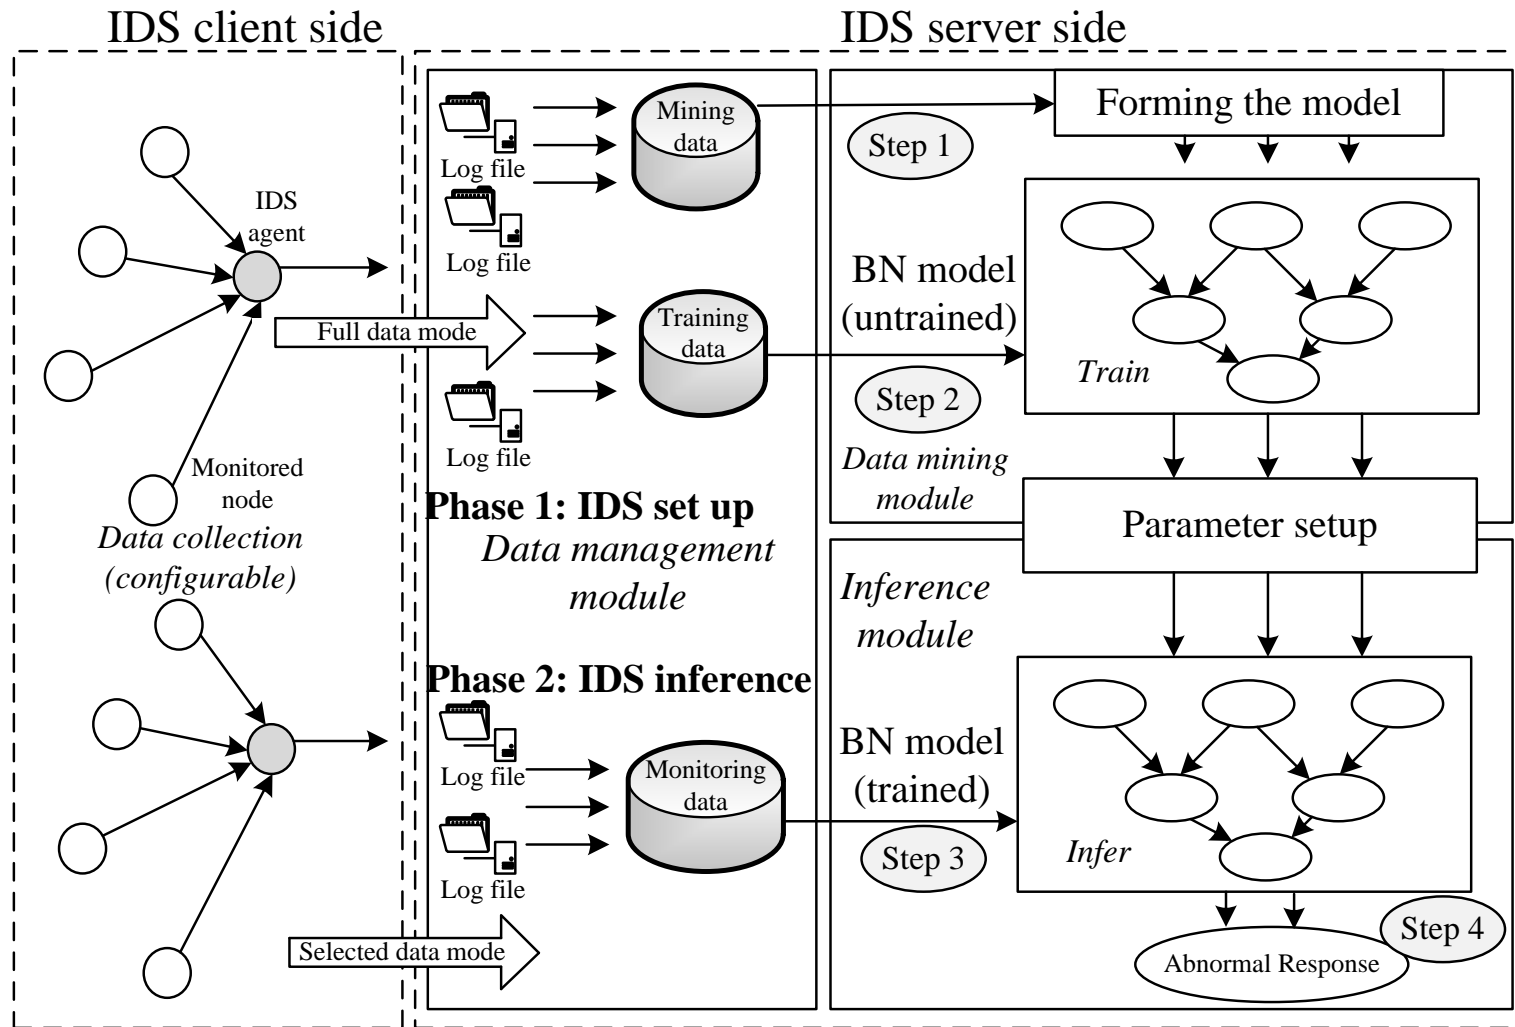 IDS client side
IDS server side
IDS
agent
Monitored
node
Data collection
(configurable)
Full data mode
Selected data mode
Log file
Log file
Log file
Mining
data
Training
data
Phase 1: IDS set up
Data management
module
Phase 2: IDS inference
Log file
Log file
Monitoring
data
Step 1
Forming the model
BN model
(untrained)
Train
Step 2
Data mining
module
Parameter setup
Inference
module
BN model
(trained)
Infer
Step 3
Step 4
Abnormal Response